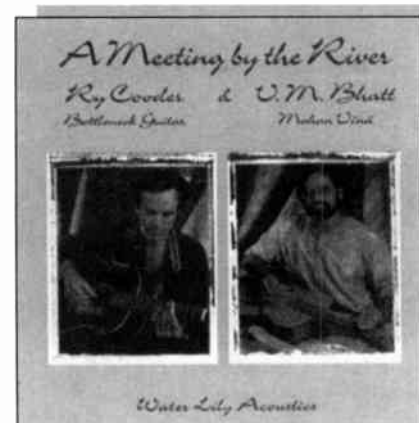 A Meeting by the River
Ry Cooder & V. M. Bhatt
Bottleneck Guitar Mohan Vina
Water Lily Acoustics